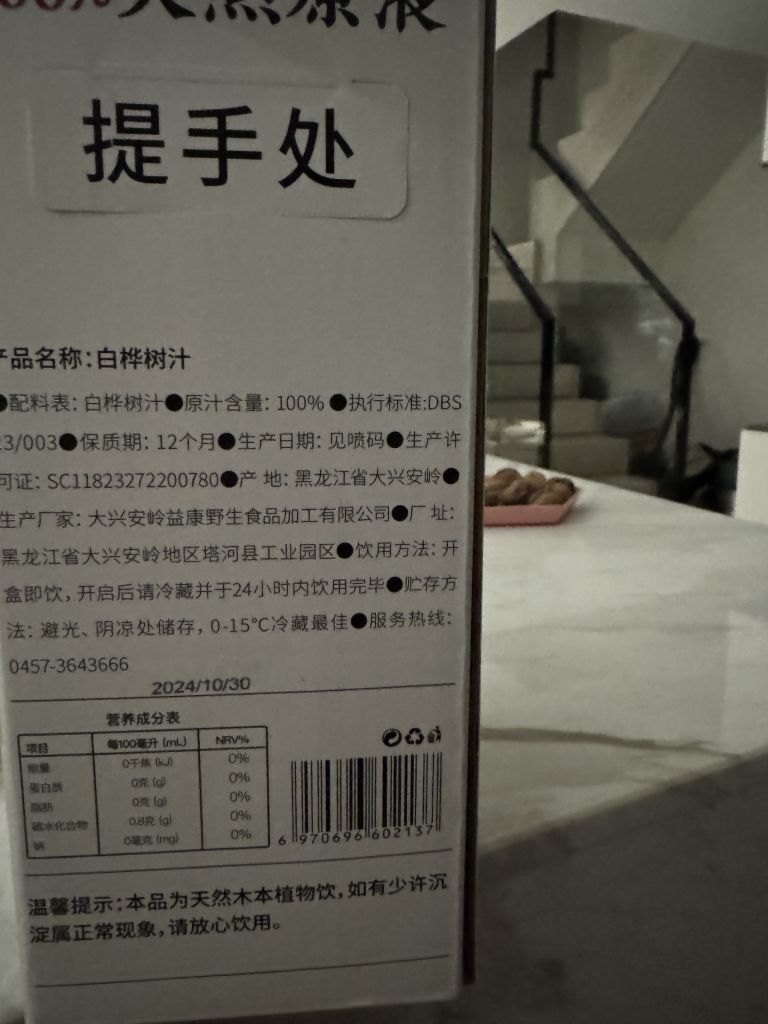 00%天然原液
提手处
产品名称：白桦树汁
●配料表：白桦树汁●原汁含量：100% ●执行标准:DBS
23/003●保质期：12个月●生产日期：见喷码●生产许
可证：SC11823272200780●产 地：黑龙江省大兴安岭●
生产厂家：大兴安岭益康野生食品加工有限公司●厂 址：
黑龙江省大兴安岭地区塔河县工业园区●饮用方法：开
盒即饮，开启后请冷藏并于24小时内饮用完毕●贮存方
法：避光、阴凉处储存，0-15°C冷藏最佳●服务热线：
0457-3643666
2024/10/30
营养成分表
项目 每100毫升 (mL) NRV%
能量 0千焦 (kJ) 0%
蛋白质 0克 (g) 0%
脂肪 0克 (g) 0%
碳水化合物 0.8克 (g) 0%
钠 0毫克 (mg) 0%
6 970696 602137
温馨提示：本品为天然木本植物饮，如有少许沉
淀属正常现象，请放心饮用。